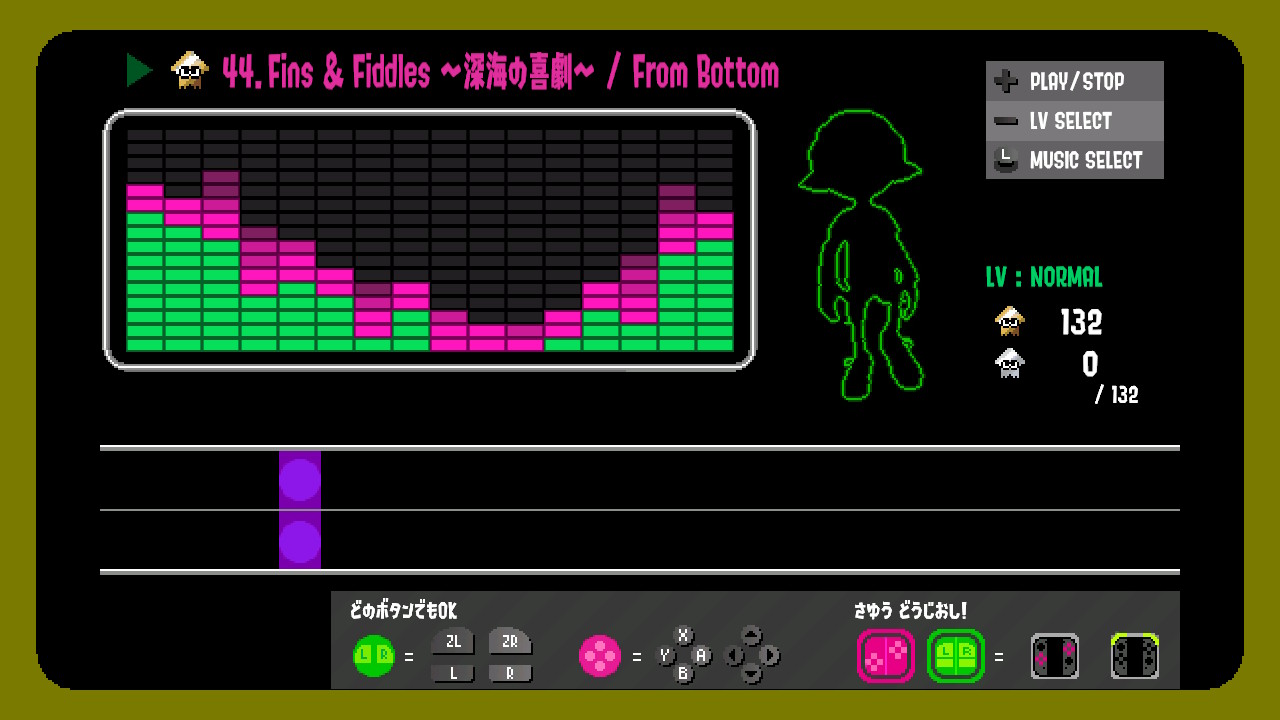 44. Fins & Fiddles ～深海の喜劇～ / From Bottom
PLAY/STOP
LV SELECT
L MUSIC SELECT
LV : NORMAL
132
0
/ 132
どのボタンでもOK
さゆう どうじおし!
L R = ZL ZR L R
= X Y A B
L R =